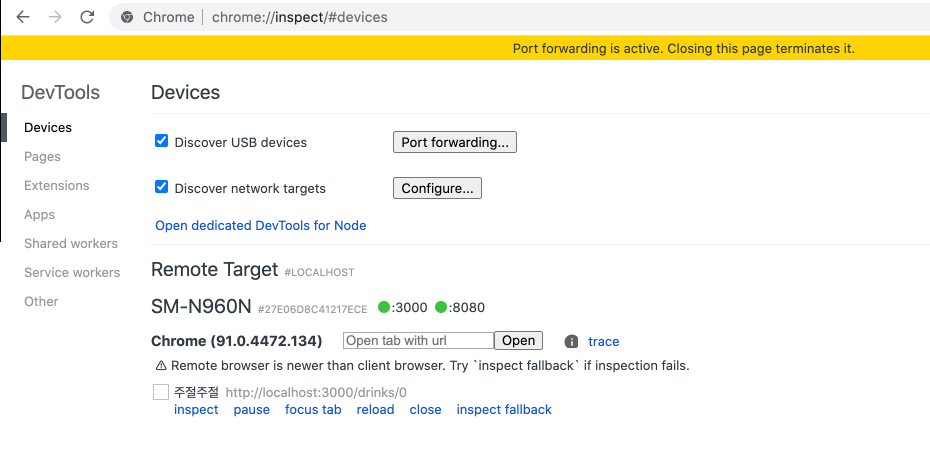 Chrome | chrome://inspect/#devices
Port forwarding is active. Closing this page terminates it.
DevTools
Devices
Pages
Extensions
Apps
Shared workers
Service workers
Other
Devices
Discover USB devices Port forwarding...
Discover network targets Configure...
Open dedicated DevTools for Node
Remote Target #LOCALHOST
SM-N960N #27E06D8C41217ECE :3000 :8080
Chrome (91.0.4472.134) Open tab with url Open trace
Remote browser is newer than client browser. Try `inspect fallback` if inspection fails.
주절주절 http://localhost:3000/drinks/0
inspect pause focus tab reload close inspect fallback